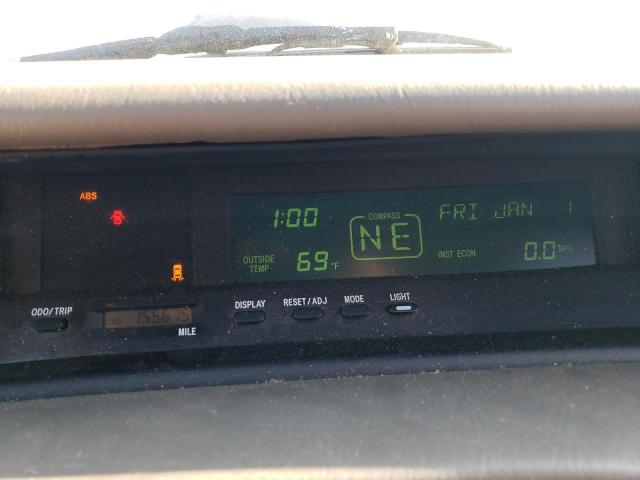 ABS
1:00
COMPASS
NE
FRI JAN 1
OUTSIDE TEMP 69 °F
INST ECON 0.0 MPG
ODO/TRIP
155675
MILE
DISPLAY
RESET/ADJ
MODE
LIGHT